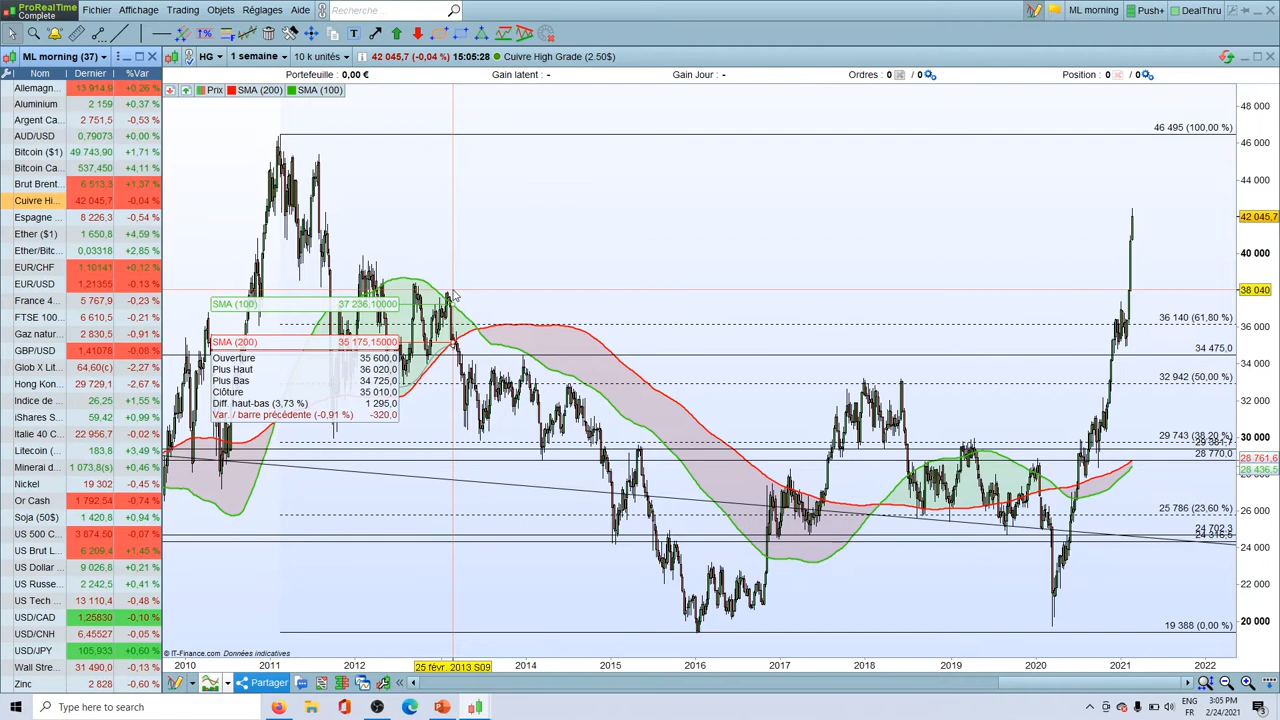 ProRealTime Complete Fichier Affichage Trading Objets Réglages Aide Recherche ... ML morning Push+ DealThru
ML morning (37) HG 1 semaine 10 k unités 42 045,7 (-0,04 %) 15:05:28 Cuivre High Grade (2.50$)
Nom Dernier %Var
Portefeuille : 0,00 € Gain latent : - Gain Jour : - Ordres : 0 / 0 Position : 0 / 0
Prix SMA (200) SMA (100)
Allemagn... 13 914,9 +0,26 %
Aluminium 2 159 +0,37 %
Argent Ca... 2 751,5 -0,53 %
AUD/USD 0,79073 +0,00 %
Bitcoin ($1) 49 743,90 +1,71 %
Bitcoin Ca... 537,450 +4,11 %
Brut Brent... 6 513,3 +1,37 %
Cuivre Hi... 42 045,7 -0,04 %
Espagne ... 8 226,3 -0,54 %
Ether ($1) 1 650,8 +4,59 %
Ether/Bitc... 0,03318 +2,85 %
EUR/CHF 1,10141 +0,12 %
EUR/USD 1,21355 -0,13 %
France 4... 5 767,9 -0,23 %
FTSE 100... 6 610,5 -0,21 %
Gaz natur... 2 830,5 -0,91 %
GBP/USD 1,41078 -0,08 %
Glob X Lit... 64,60(c) -2,27 %
Hong Kon... 29 729,1 -2,67 %
Indice de ... 26,25 +1,55 %
iShares S... 59,42 +0,99 %
Italie 40 C... 22 956,7 -0,02 %
Litecoin (... 183,8 +3,49 %
Minerai d... 1 073,8(s) +0,46 %
Nickel 19 302 -0,45 %
Or Cash 1 792,54 -0,74 %
Soja (50$) 1 420,8 +0,94 %
US 500 C... 3 874,50 -0,07 %
US Brut L... 6 209,4 +1,45 %
US Dollar ... 9 026,8 +0,21 %
US Russe... 2 242,5 +0,41 %
US Tech ... 13 110,4 -0,48 %
USD/CAD 1,25830 -0,10 %
USD/CNH 6,45527 -0,05 %
USD/JPY 105,933 +0,60 %
Wall Stre... 31 490,0 -0,13 %
Zinc 2 828 -0,60 %
SMA (100) 37 236,10000
SMA (200) 35 175,15000
Ouverture 35 600,0
Plus Haut 36 020,0
Plus Bas 34 725,0
Clôture 35 010,0
Diff. haut-bas (3,73 %) 1 295,0
Var. / barre précédente (-0,91 %) -320,0
46 495 (100,00 %)
36 140 (61,80 %)
34 475,0
32 942 (50,00 %)
29 743 (38,20 %)
28 770,0
25 786 (23,60 %)
24 702,3
24 316,5
19 388 (0,00 %)
48 000
46 000
44 000
42 045,7
40 000
38 040
36 000
34 000
32 000
30 000
28 761,6
28 436,5
26 000
24 000
22 000
20 000
© IT-Finance.com Données indicatives
2010 2011 2012 25 févr. 2013 S09 2014 2015 2016 2017 2018 2019 2020 2021 2022
Partager
Type here to search ENG FR 3:05 PM 2/24/2021